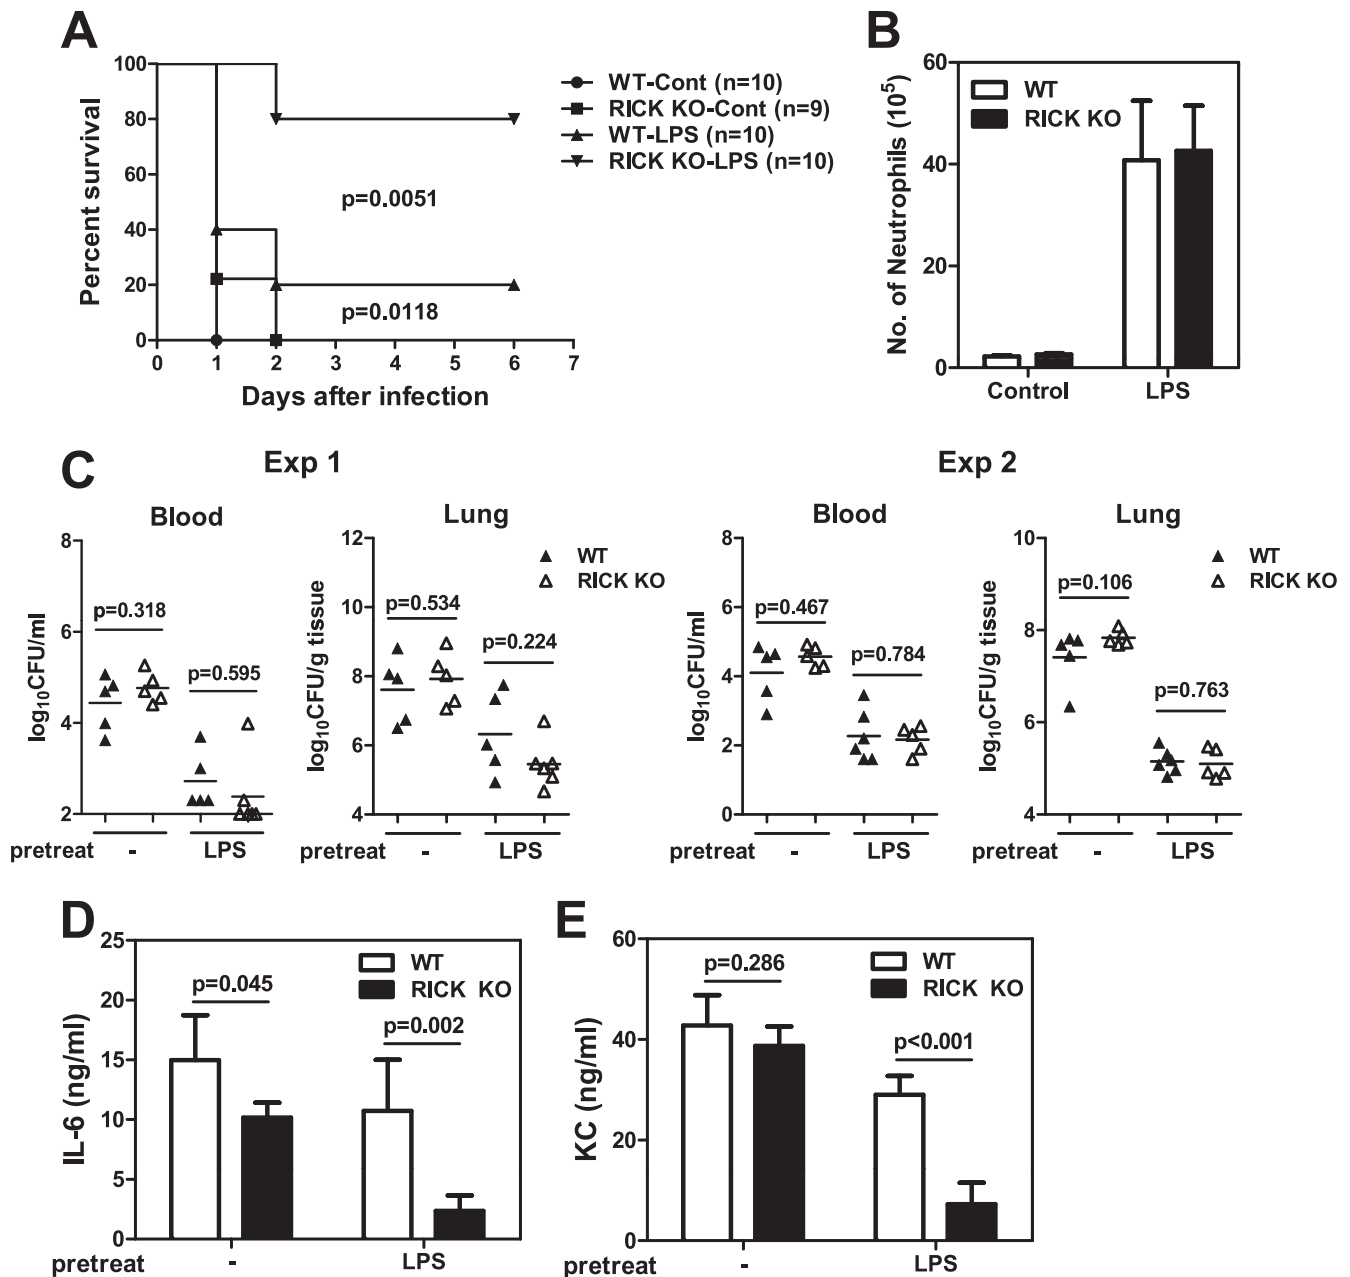 A
100
80
60
40
20
0
Percent survival
0 1 2 3 4 5 6 7
Days after infection
p=0.0051
p=0.0118
WT-Cont (n=10)
RICK KO-Cont (n=9)
WT-LPS (n=10)
RICK KO-LPS (n=10)
B
60
40
20
0
No. of Neutrophils (10⁵)
WT
RICK KO
Control LPS
C
Exp 1
Blood
8
6
4
2
log₁₀CFU/ml
p=0.318
p=0.595
pretreat - LPS
Lung
12
10
8
6
4
log₁₀CFU/g tissue
p=0.534
p=0.224
WT
RICK KO
- LPS
Exp 2
Blood
8
6
4
2
0
log₁₀CFU/ml
p=0.467
p=0.784
pretreat - LPS
Lung
10
8
6
4
log₁₀CFU/g tissue
p=0.106
p=0.763
WT
RICK KO
- LPS
D
25
20
15
10
5
0
IL-6 (ng/ml)
p=0.045
p=0.002
WT
RICK KO
pretreat - LPS
E
60
40
20
0
KC (ng/ml)
p=0.286
p<0.001
WT
RICK KO
pretreat - LPS